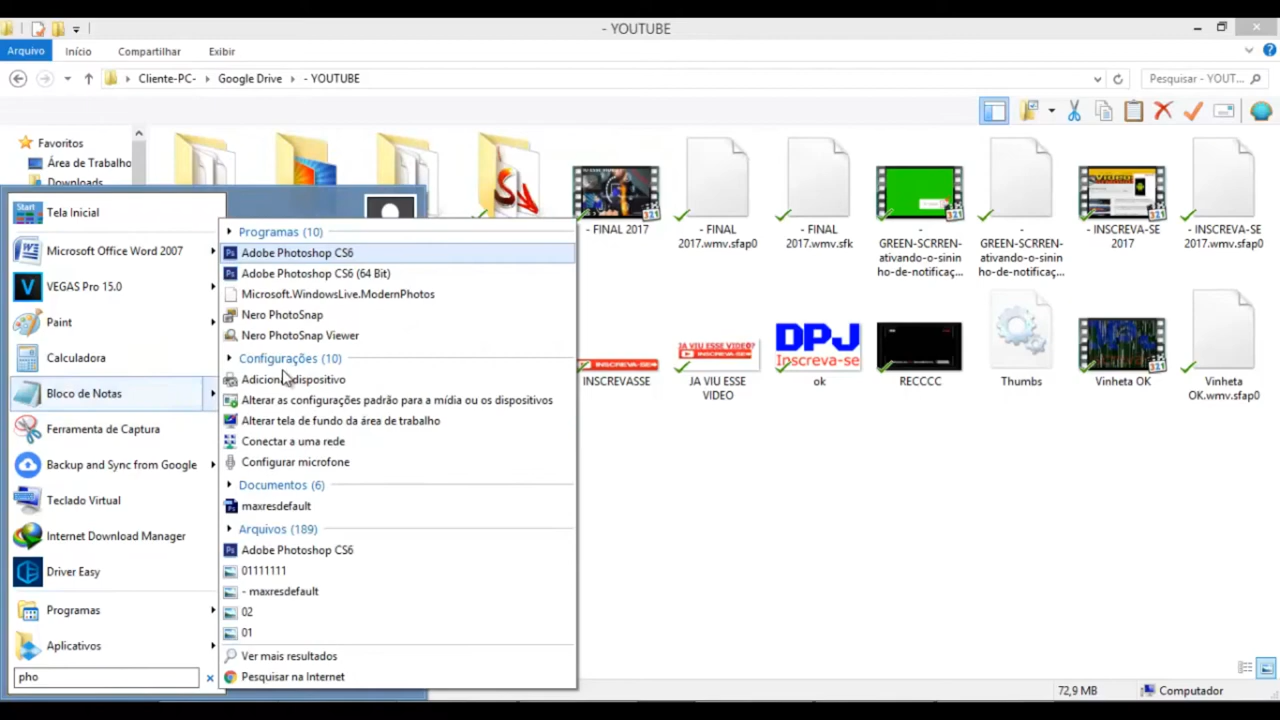 - YOUTUBE
Arquivo Início Compartilhar Exibir
Cliente-PC- Google Drive - YOUTUBE
Pesquisar - YOUT...
Favoritos
Área de Trabalho
Downloads
- FINAL 2017
- FINAL
2017.wmv.sfap0
- FINAL
2017.wmv.sfk
-
GREEN-SCRREN-
ativando-o-sinin
ho-de-notificaç...
-
GREEN-SCRREN-
ativando-o-sinin
ho-de-notificaç...
- INSCREVA-SE
2017
- INSCREVA-SE
2017.wmv.sfap0
INSCREVASSE
JA VIU ESSE VIDEO?
INSCREVA-SE
JA VIU ESSE
VIDEO
DPJ
Inscreva-se
ok
RECCCC
Thumbs
Vinheta OK
Vinheta
OK.wmv.sfap0
Start
Tela Inicial
Microsoft Office Word 2007
VEGAS Pro 15.0
Paint
Calculadora
Bloco de Notas
Ferramenta de Captura
Backup and Sync from Google
Teclado Virtual
Internet Download Manager
Driver Easy
Programas
Aplicativos
pho
Programas (10)
Adobe Photoshop CS6
Adobe Photoshop CS6 (64 Bit)
Microsoft.WindowsLive.ModernPhotos
Nero PhotoSnap
Nero PhotoSnap Viewer
Configurações (10)
Adicionar dispositivo
Alterar as configurações padrão para a mídia ou os dispositivos
Alterar tela de fundo da área de trabalho
Conectar a uma rede
Configurar microfone
Documentos (6)
maxresdefault
Arquivos (189)
Adobe Photoshop CS6
01111111
- maxresdefault
02
01
Ver mais resultados
Pesquisar na Internet
72,9 MB
Computador